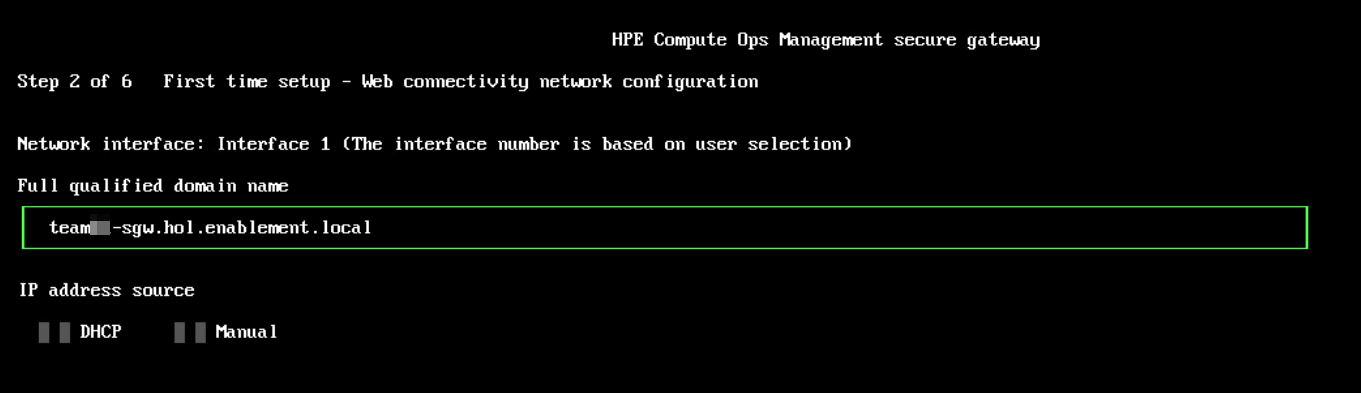 HPE Compute Ops Management secure gateway
Step 2 of 6 First time setup - Web connectivity network configuration
Network interface: Interface 1 (The interface number is based on user selection)
Full qualified domain name
team -sgw.hol.enablement.local
IP address source
DHCP Manual